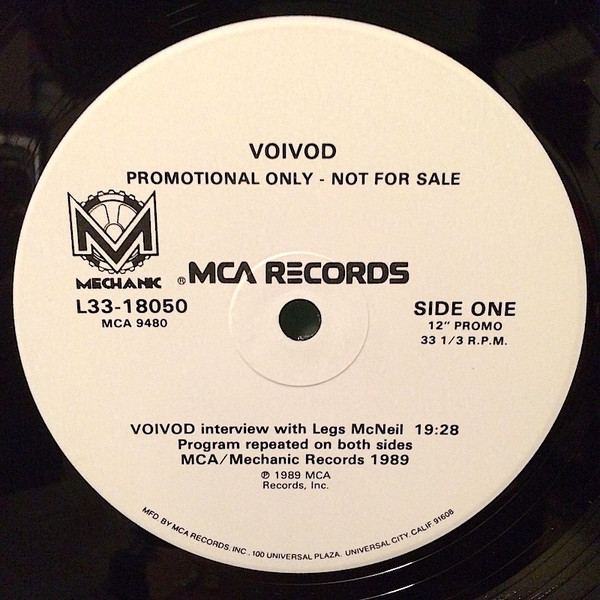 VOIVOD
PROMOTIONAL ONLY - NOT FOR SALE
M
MECHANIC
® MCA RECORDS
L33-18050
MCA 9480
SIDE ONE
12" PROMO
33 1/3 R.P.M.
VOIVOD interview with Legs McNeil 19:28
Program repeated on both sides
MCA/Mechanic Records 1989
℗ 1989 MCA
Records, Inc.
MFD. BY MCA RECORDS, INC., 100 UNIVERSAL PLAZA, UNIVERSAL CITY, CALIF. 91608